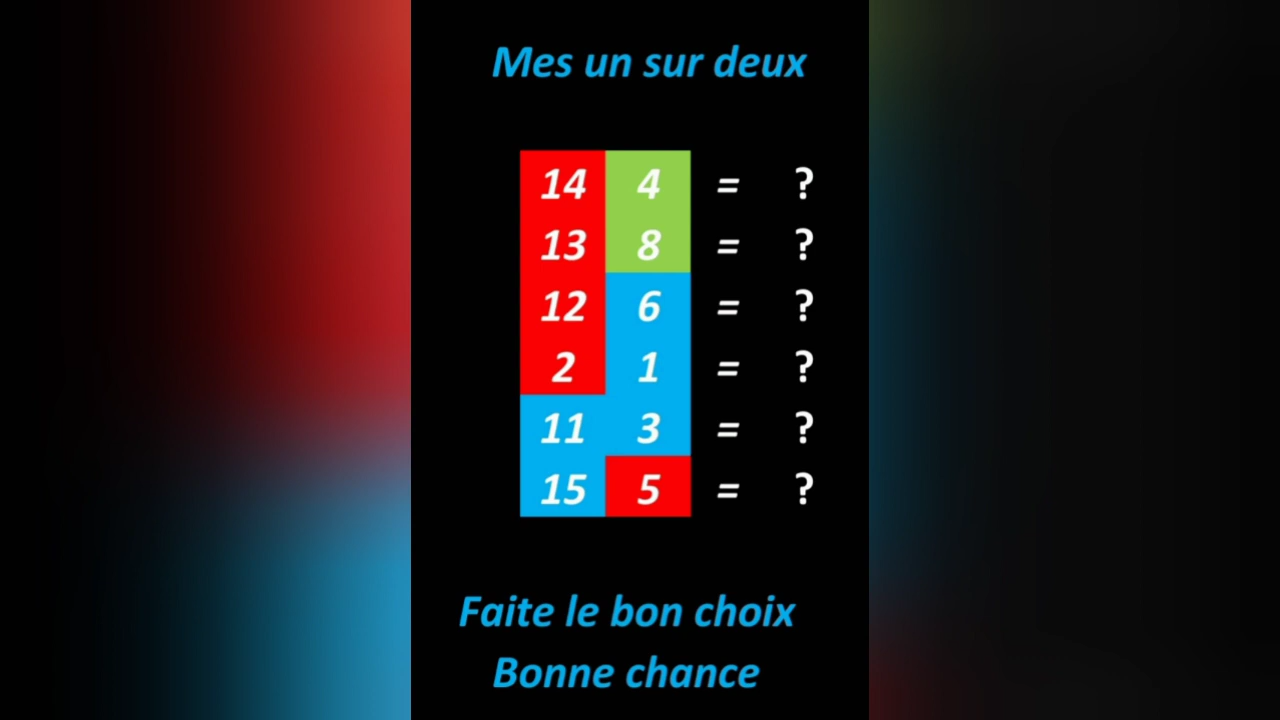 Mes un sur deux
14 4 = ?
13 8 = ?
12 6 = ?
2 1 = ?
11 3 = ?
15 5 = ?
Faite le bon choix
Bonne chance